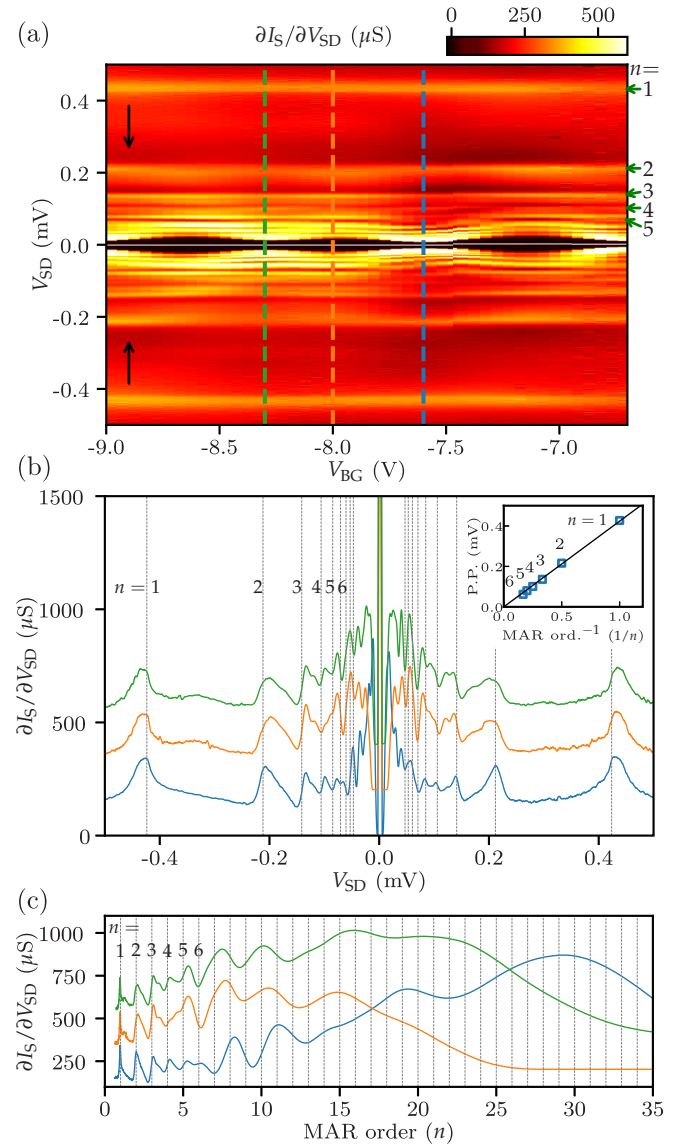 (a)
∂I_S/∂V_SD (μS)
0 250 500
n=
1
2
3
4
5
0.4
0.2
0.0
-0.2
-0.4
V_SD (mV)
-9.0 -8.5 -8.0 -7.5 -7.0
V_BG (V)
(b)
1500
1000
500
0
∂I_S/∂V_SD (μS)
n = 1 2 3 4 5 6
P.P. (mV)
0.4
0.2
0.0
n = 1
2
3
4
5
6
0.0 0.5 1.0
MAR ord.⁻¹ (1/n)
-0.4 -0.2 0.0 0.2 0.4
V_SD (mV)
(c)
1000
750
500
250
∂I_S/∂V_SD (μS)
n =
1 2 3 4 5 6
0 5 10 15 20 25 30 35
MAR order (n)